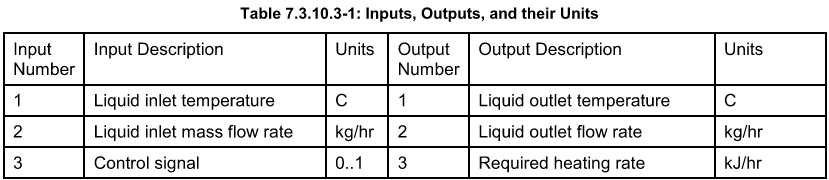 Table 7.3.10.3-1: Inputs, Outputs, and their Units
Input Number Input Description Units Output Number Output Description Units
1 Liquid inlet temperature C 1 Liquid outlet temperature C
2 Liquid inlet mass flow rate kg/hr 2 Liquid outlet flow rate kg/hr
3 Control signal 0..1 3 Required heating rate kJ/hr